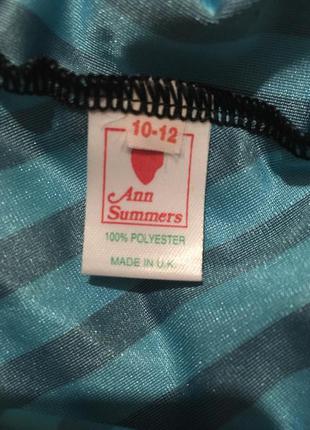 10-12
Ann
Summers
100% POLYESTER
MADE IN U.K.